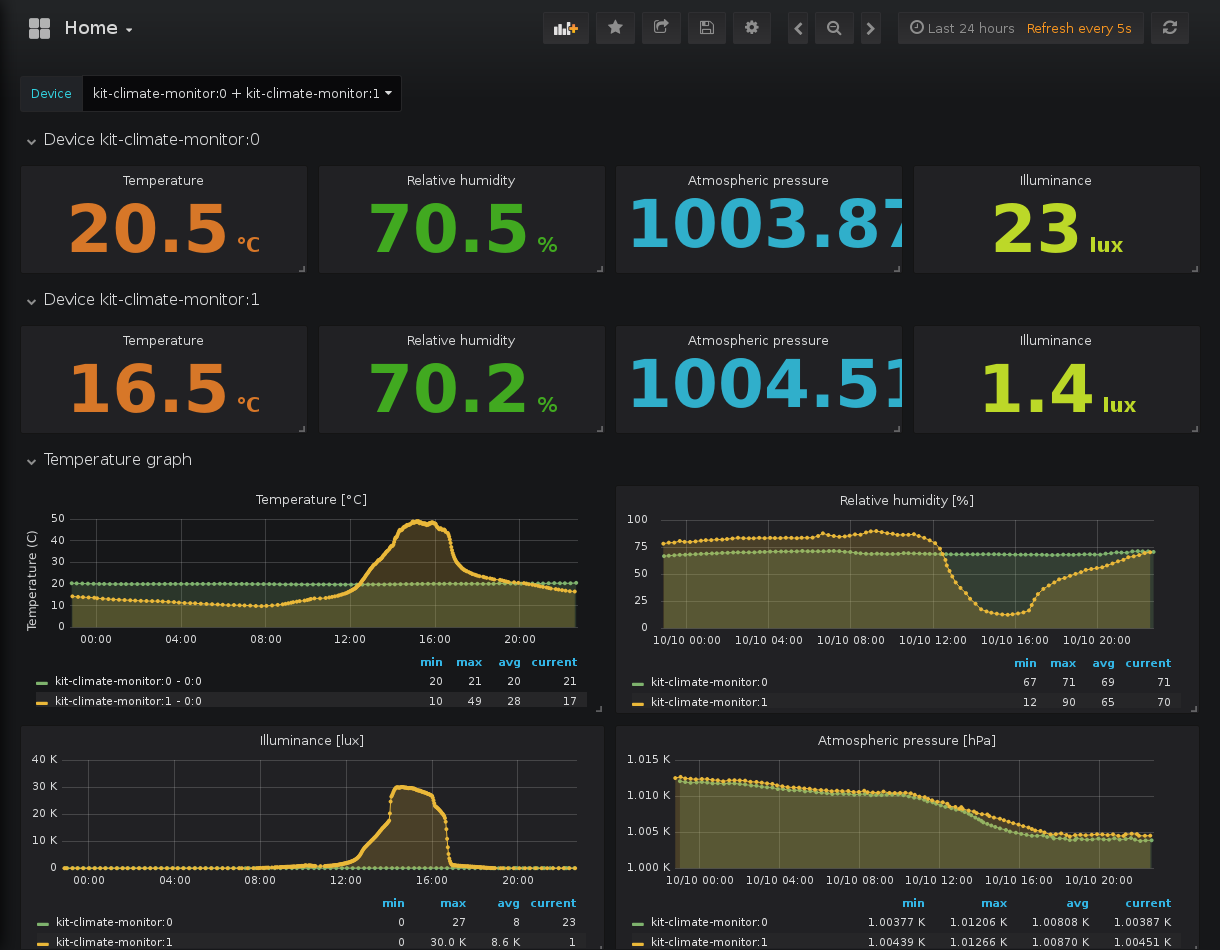 Home
Last 24 hours Refresh every 5s
Device kit-climate-monitor:0 + kit-climate-monitor:1
Device kit-climate-monitor:0
Temperature Relative humidity Atmospheric pressure Illuminance
20.5 °C 70.5 % 1003.87 23 lux
Device kit-climate-monitor:1
Temperature Relative humidity Atmospheric pressure Illuminance
16.5 °C 70.2 % 1004.51 1.4 lux
Temperature graph
Temperature [°C]
Temperature (C)
50
40
30
20
10
0
00:00 04:00 08:00 12:00 16:00 20:00
min max avg current
kit-climate-monitor:0 - 0:0 20 21 20 21
kit-climate-monitor:1 - 0:0 10 49 28 17
Relative humidity [%]
100
75
50
25
0
10/10 00:00 10/10 04:00 10/10 08:00 10/10 12:00 10/10 16:00 10/10 20:00
min max avg current
kit-climate-monitor:0 67 71 69 71
kit-climate-monitor:1 12 90 65 70
Illuminance [lux]
40 K
30 K
20 K
10 K
0
00:00 04:00 08:00 12:00 16:00 20:00
min max avg current
kit-climate-monitor:0 0 27 8 23
kit-climate-monitor:1 0 30.0 K 8.6 K 1
Atmospheric pressure [hPa]
1.015 K
1.010 K
1.005 K
1.000 K
10/10 00:00 10/10 04:00 10/10 08:00 10/10 12:00 10/10 16:00 10/10 20:00
min max avg current
kit-climate-monitor:0 1.00377 K 1.01206 K 1.00808 K 1.00387 K
kit-climate-monitor:1 1.00439 K 1.01266 K 1.00870 K 1.00451 K